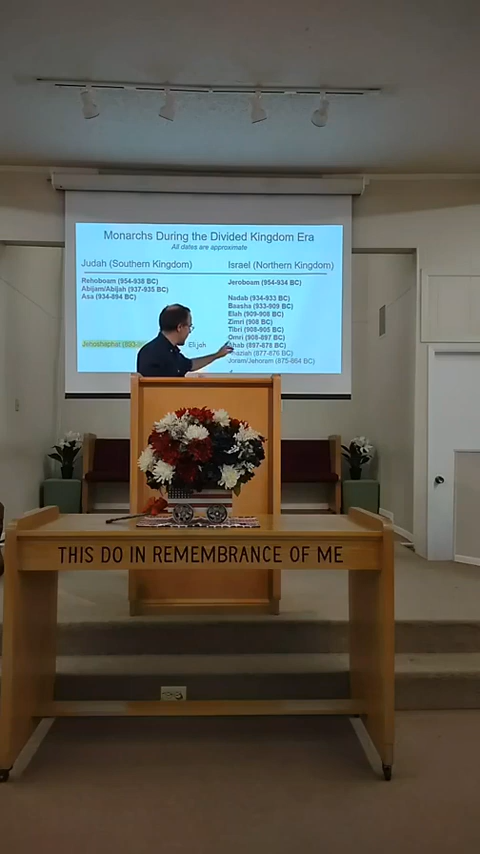 Monarchs During the Divided Kingdom Era
All dates are approximate
Judah (Southern Kingdom)
Israel (Northern Kingdom)
Rehoboam (954-938 BC)
Jeroboam (954-934 BC)
Abijam/Abijah (937-935 BC)
Asa (934-894 BC)
Nadab (934-933 BC)
Baasha (933-909 BC)
Elah (909-908 BC)
Zimri (908 BC)
Tibri (908-905 BC)
Omri (908-897 BC)
Jehoshaphat
Elijah
Ahab (897-878 BC)
Ahaziah (877-876 BC)
Joram/Jehoram (875-864 BC)
THIS DO IN REMEMBRANCE OF ME